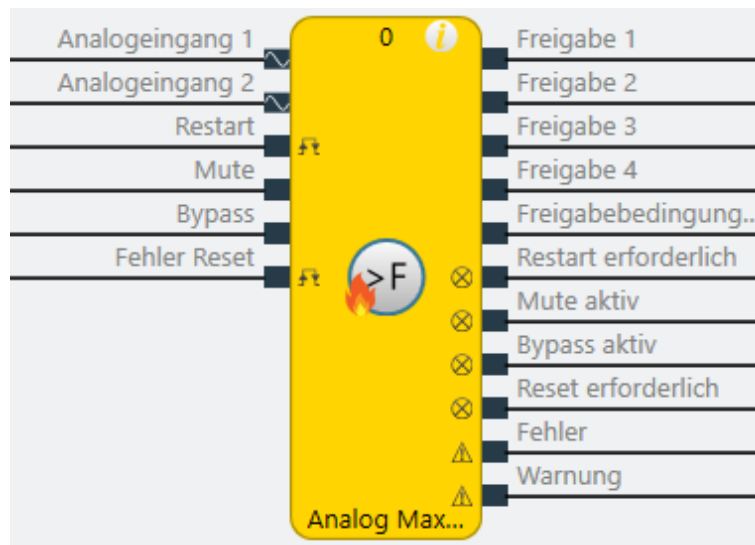 Analogeingang 1
Analogeingang 2
Restart
Mute
Bypass
Fehler Reset
0
i
>F
Analog Max...
Freigabe 1
Freigabe 2
Freigabe 3
Freigabe 4
Freigabebedingung..
Restart erforderlich
Mute aktiv
Bypass aktiv
Reset erforderlich
Fehler
Warnung